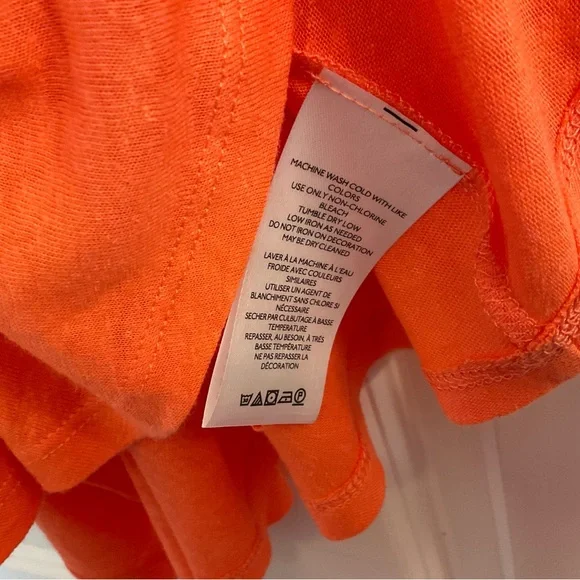 MACHINE WASH COLD WITH LIKE
COLORS
USE ONLY NON-CHLORINE
BLEACH
TUMBLE DRY LOW
LOW IRON AS NEEDED
DO NOT IRON ON DECORATION
MAY BE DRY CLEANED
LAVER À LA MACHINE À L'EAU
FROIDE AVEC COULEURS
SIMILAIRES
UTILISER UN AGENT DE
BLANCHIMENT SANS CHLORE SI
NÉCESSAIRE
SECHER PAR CULBUTAGE À BASSE
TEMPERATURE
REPASSER, AU BESOIN, À TRÈS
BASSE TEMPÉRATURE
NE PAS REPASSER LA
DÉCORATION
30 P